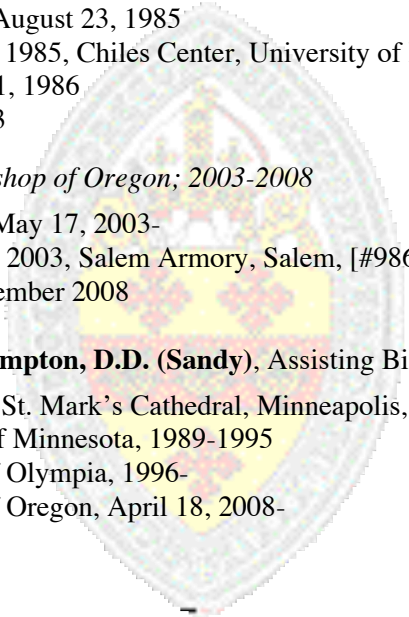 August 23, 1985
1985, Chiles Center, University of
1, 1986
3
shop of Oregon; 2003-2008
May 17, 2003-
2003, Salem Armory, Salem, [#986
ember 2008
mpton, D.D. (Sandy), Assisting Bi
St. Mark's Cathedral, Minneapolis,
f Minnesota, 1989-1995
f Olympia, 1996-
f Oregon, April 18, 2008-